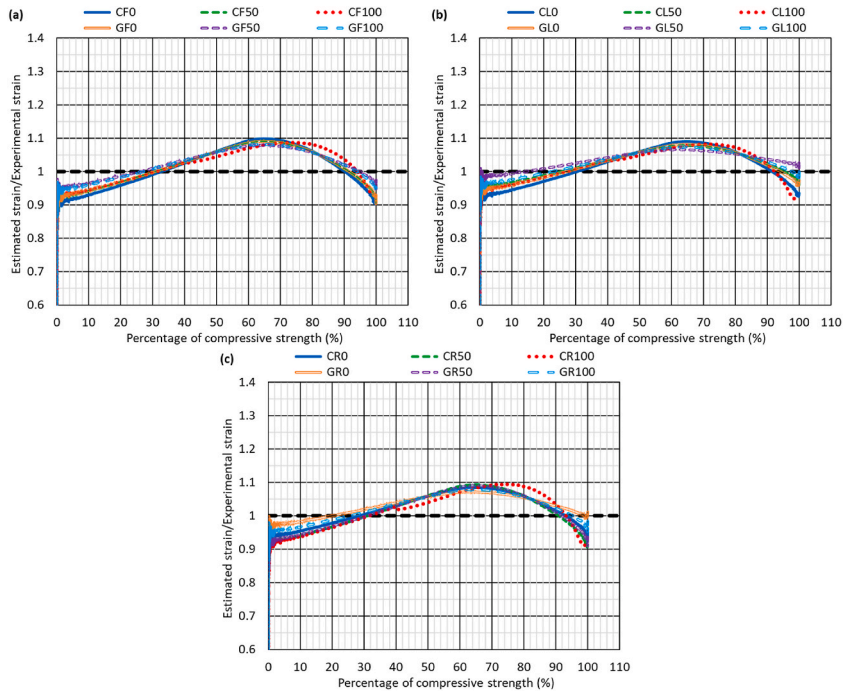 (a)
CF0 CF50 CF100
GF0 GF50 GF100
1.4
1.3
1.2
1.1
1
0.9
0.8
0.7
0.6
Estimated strain/Experimental strain
0 10 20 30 40 50 60 70 80 90 100 110
Percentage of compressive strength (%)
(b)
CL0 CL50 CL100
GL0 GL50 GL100
1.4
1.3
1.2
1.1
1
0.9
0.8
0.7
0.6
Estimated strain/Experimental strain
0 10 20 30 40 50 60 70 80 90 100 110
Percentage of compressive strength (%)
(c)
CR0 CR50 CR100
GR0 GR50 GR100
1.4
1.3
1.2
1.1
1
0.9
0.8
0.7
0.6
Estimated strain/Experimental strain
0 10 20 30 40 50 60 70 80 90 100 110
Percentage of compressive strength (%)